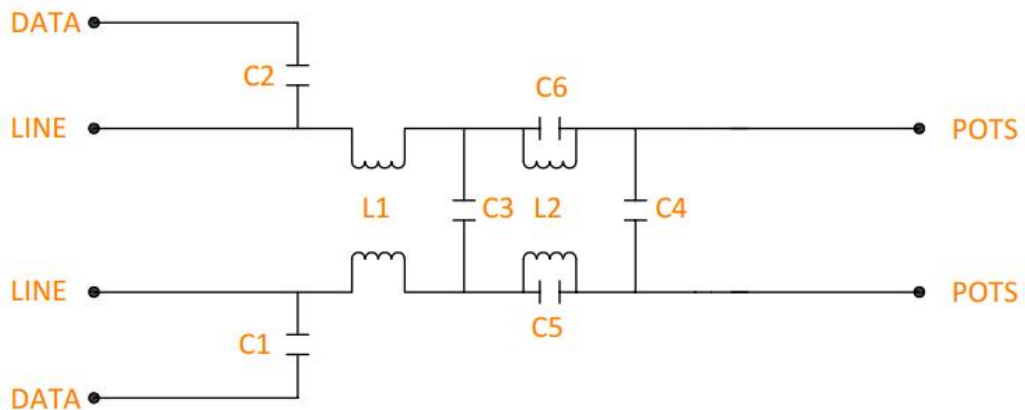 DATA
C2
C6
LINE
POTS
L1
C3
L2
C4
LINE
POTS
C5
C1
DATA